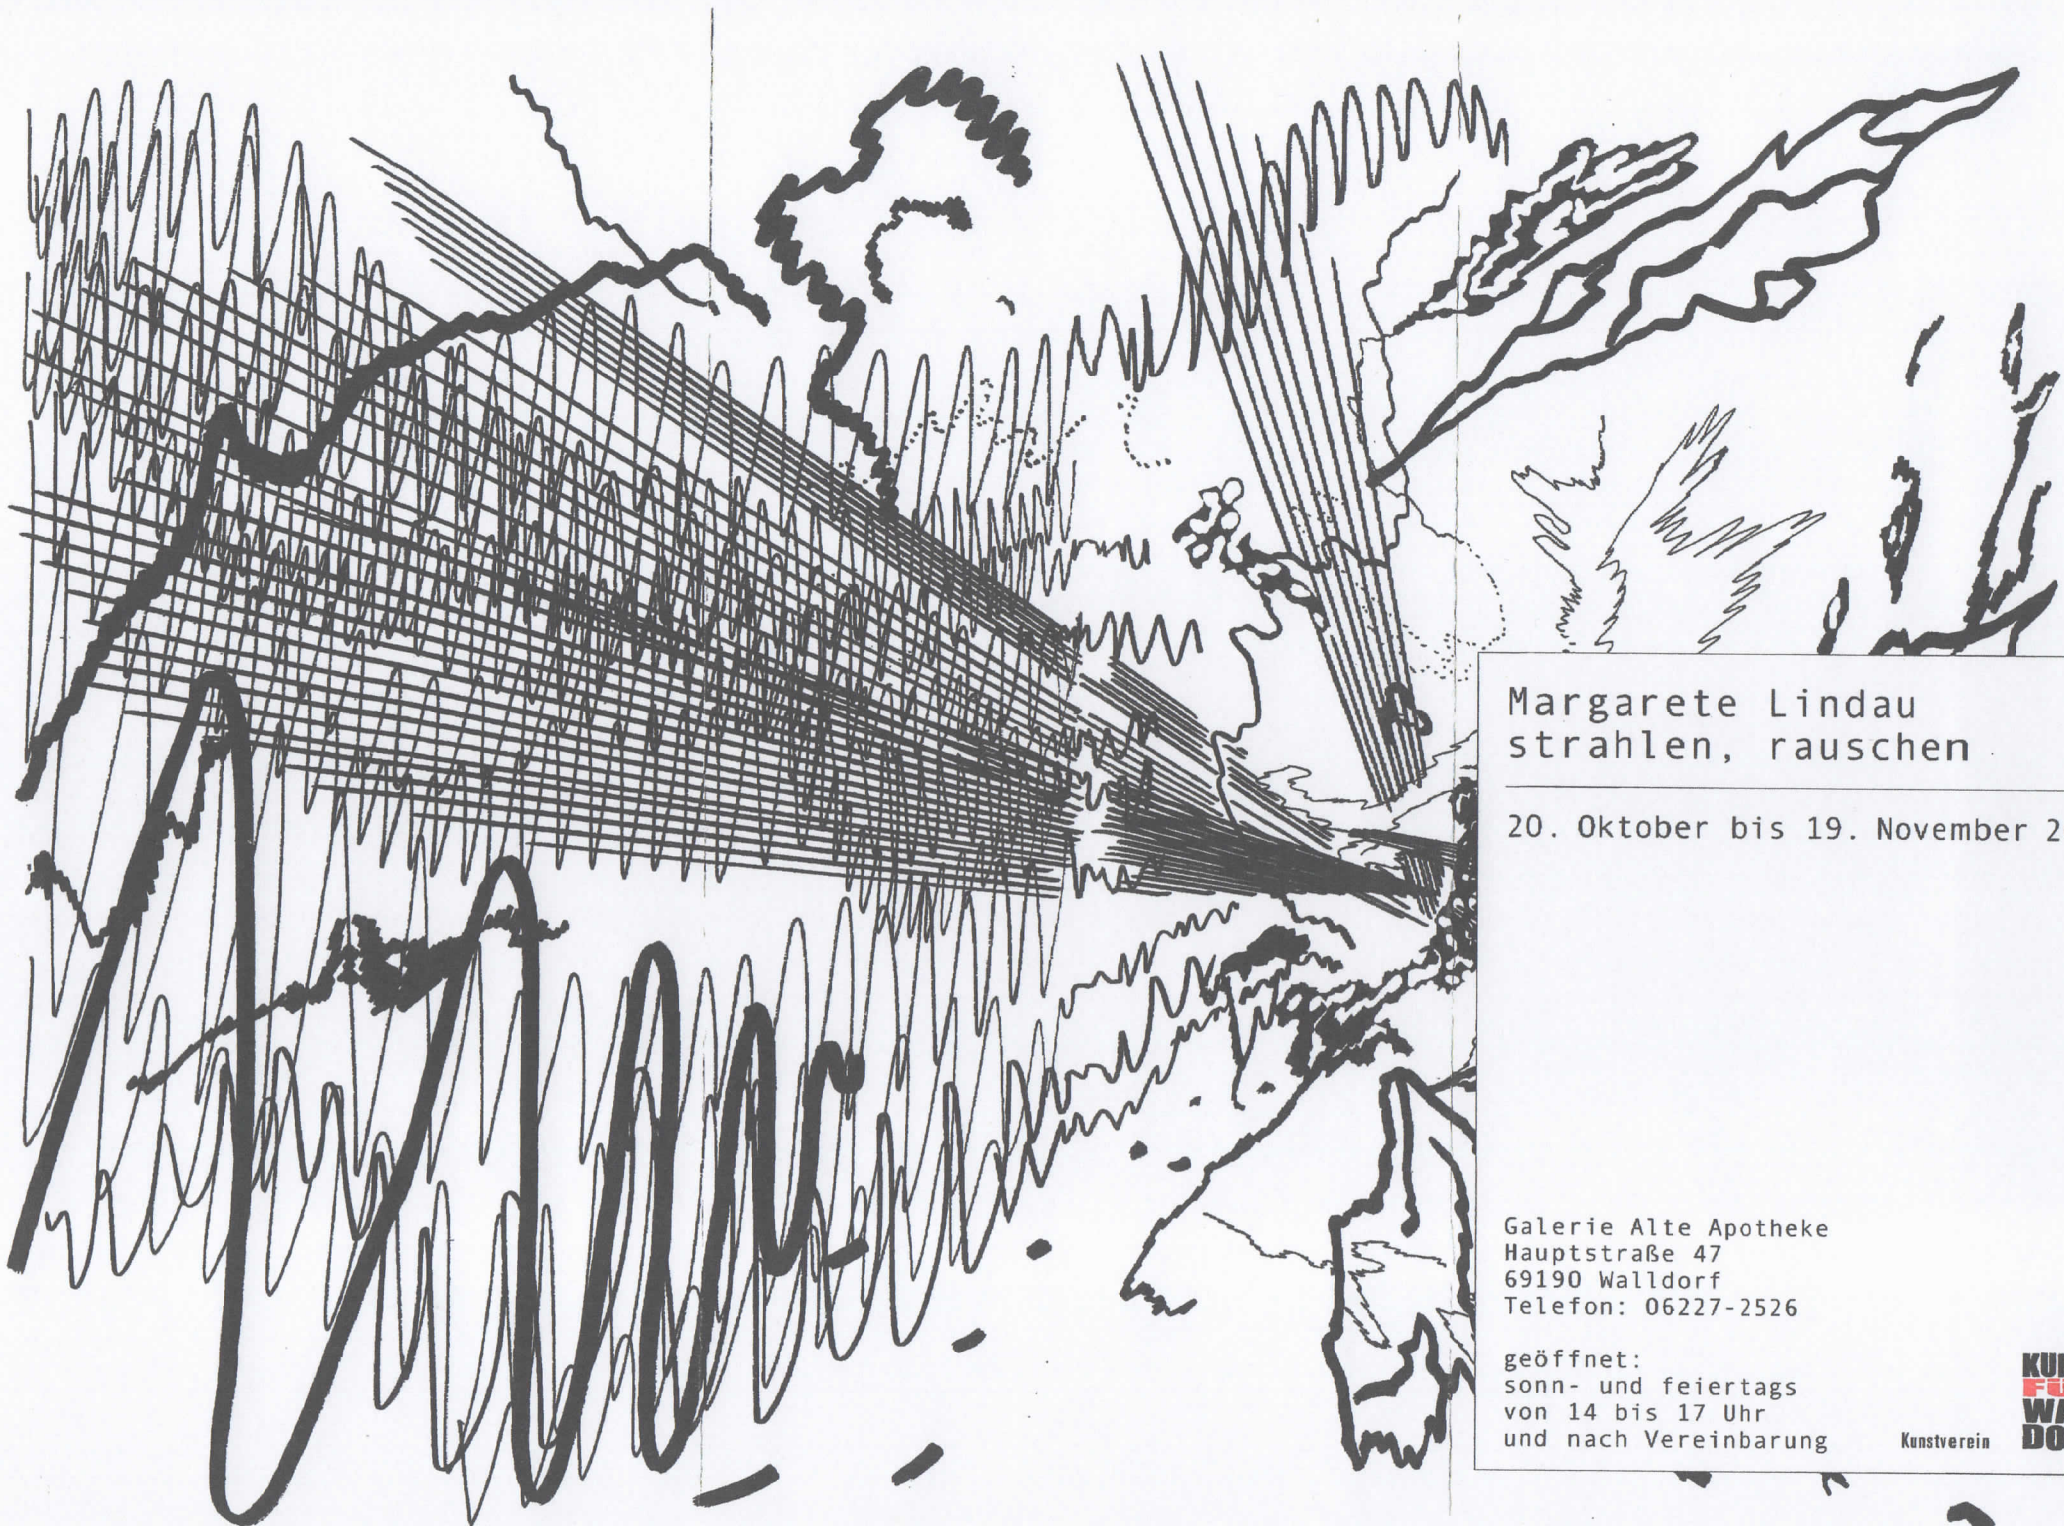 Margarete Lindau
strahlen, rauschen
20. Oktober bis 19. November 2
Galerie Alte Apotheke
Hauptstraße 47
69190 Walldorf
Telefon: 06227-2526
geöffnet:
sonn- und feiertags
von 14 bis 17 Uhr
und nach Vereinbarung
Kunstverein